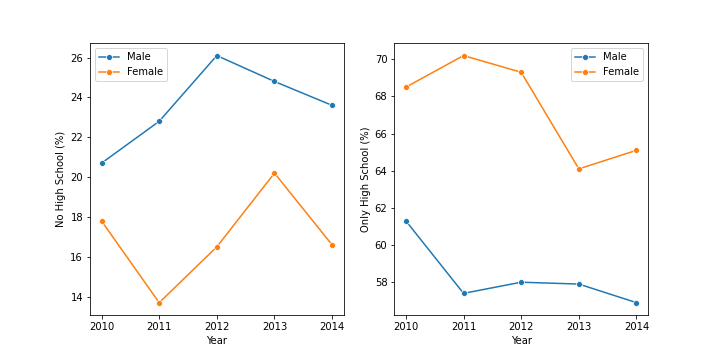 Male
Female
No High School (%)
26
24
22
20
18
16
14
2010 2011 2012 2013 2014
Year
Male
Female
Only High School (%)
70
68
66
64
62
60
58
2010 2011 2012 2013 2014
Year